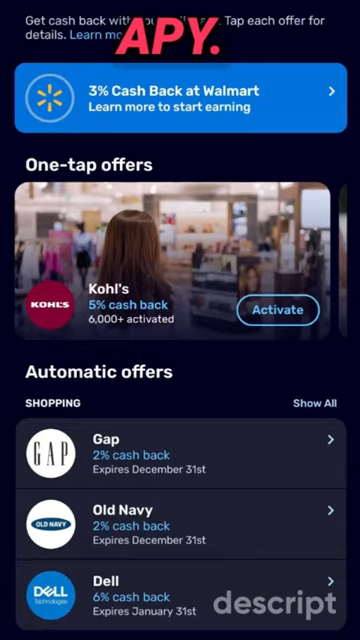 Get cash back with
Tap each offer for
details. Learn
APY.
3% Cash Back at Walmart
Learn more to start earning
One-tap offers
KOHL'S
Kohl's
5% cash back
6,000+ activated
Activate
Automatic offers
SHOPPING
Show All
GAP
Gap
2% cash back
Expires December 31st
OLD NAVY
Old Navy
2% cash back
Expires December 31st
DELL
Technologies
Dell
6% cash back
Expires January 31st
descript